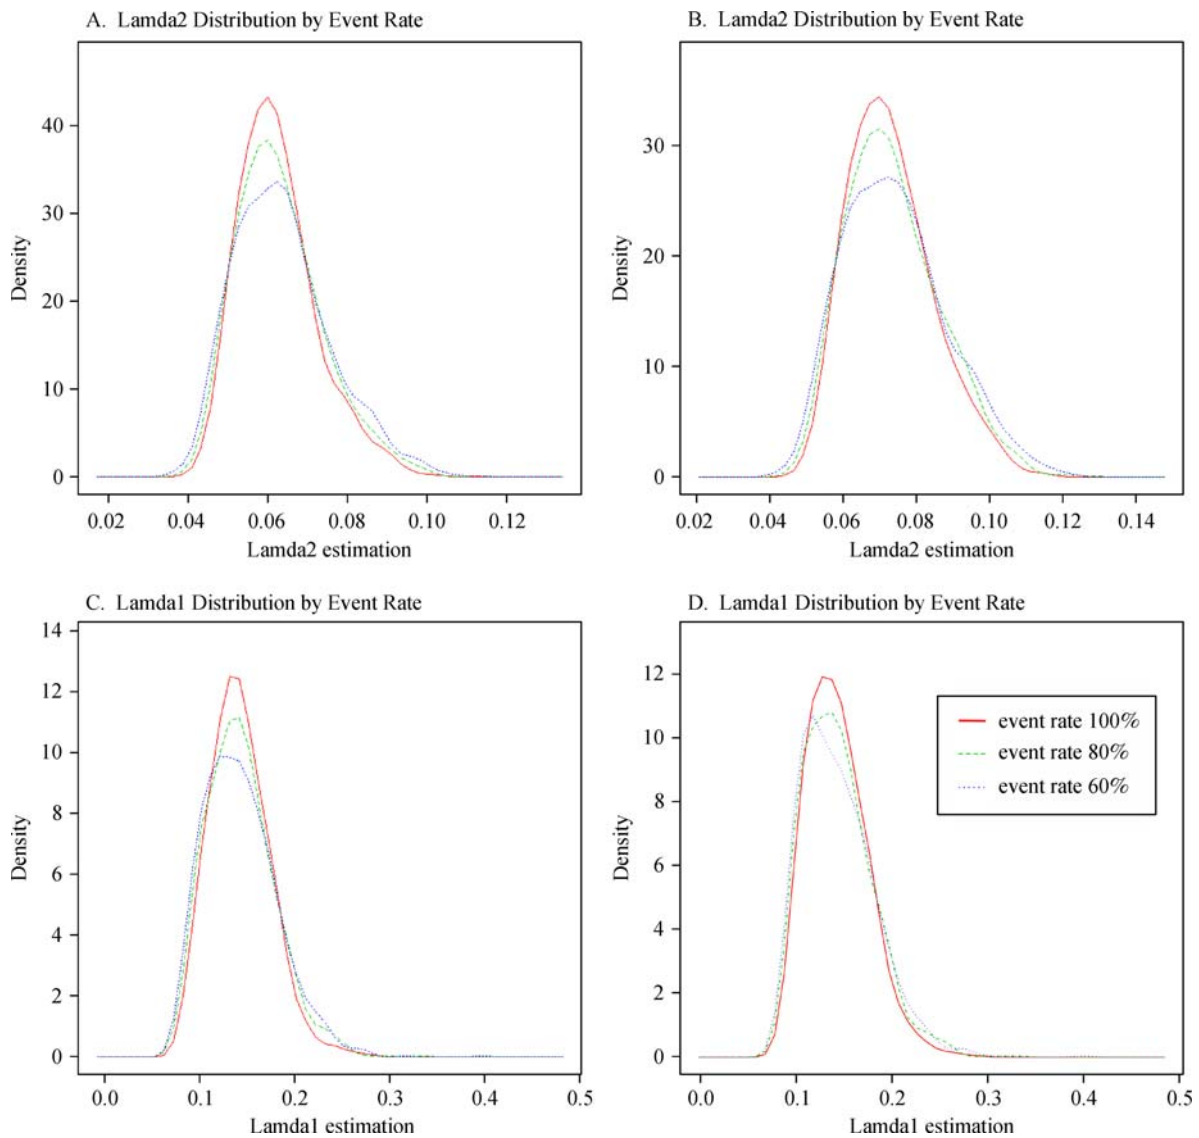 A. Lamda2 Distribution by Event Rate
Density
40
30
20
10
0
0.02 0.04 0.06 0.08 0.10 0.12
Lamda2 estimation
B. Lamda2 Distribution by Event Rate
Density
30
20
10
0
0.02 0.04 0.06 0.08 0.10 0.12 0.14
Lamda2 estimation
C. Lamda1 Distribution by Event Rate
Density
14
12
10
8
6
4
2
0
0.0 0.1 0.2 0.3 0.4 0.5
Lamda1 estimation
D. Lamda1 Distribution by Event Rate
Density
12
10
8
6
4
2
0
event rate 100%
event rate 80%
event rate 60%
0.0 0.1 0.2 0.3 0.4 0.5
Lamda1 estimation